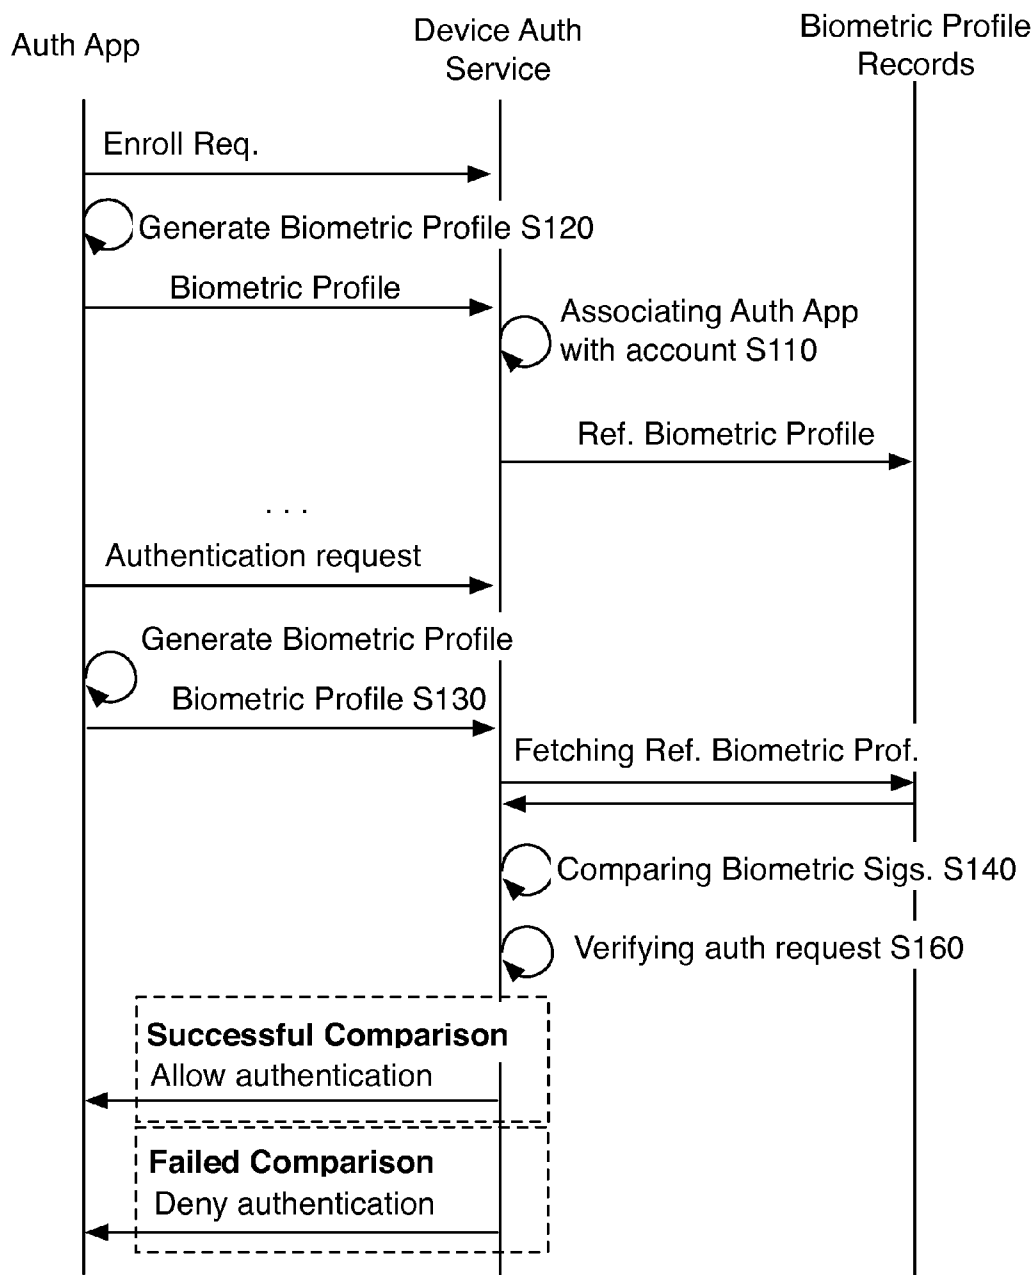 Auth App
Device Auth
Service
Biometric Profile
Records
Enroll Req.
Generate Biometric Profile S120
Biometric Profile
Associating Auth App
with account S110
Ref. Biometric Profile
. . .
Authentication request
Generate Biometric Profile
Biometric Profile S130
Fetching Ref. Biometric Prof.
Comparing Biometric Sigs. S140
Verifying auth request S160
Successful Comparison
Allow authentication
Failed Comparison
Deny authentication